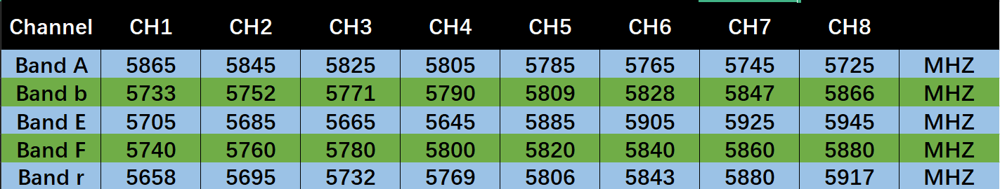 Channel CH1 CH2 CH3 CH4 CH5 CH6 CH7 CH8
Band A 5865 5845 5825 5805 5785 5765 5745 5725 MHZ
Band b 5733 5752 5771 5790 5809 5828 5847 5866 MHZ
Band E 5705 5685 5665 5645 5885 5905 5925 5945 MHZ
Band F 5740 5760 5780 5800 5820 5840 5860 5880 MHZ
Band r 5658 5695 5732 5769 5806 5843 5880 5917 MHZ